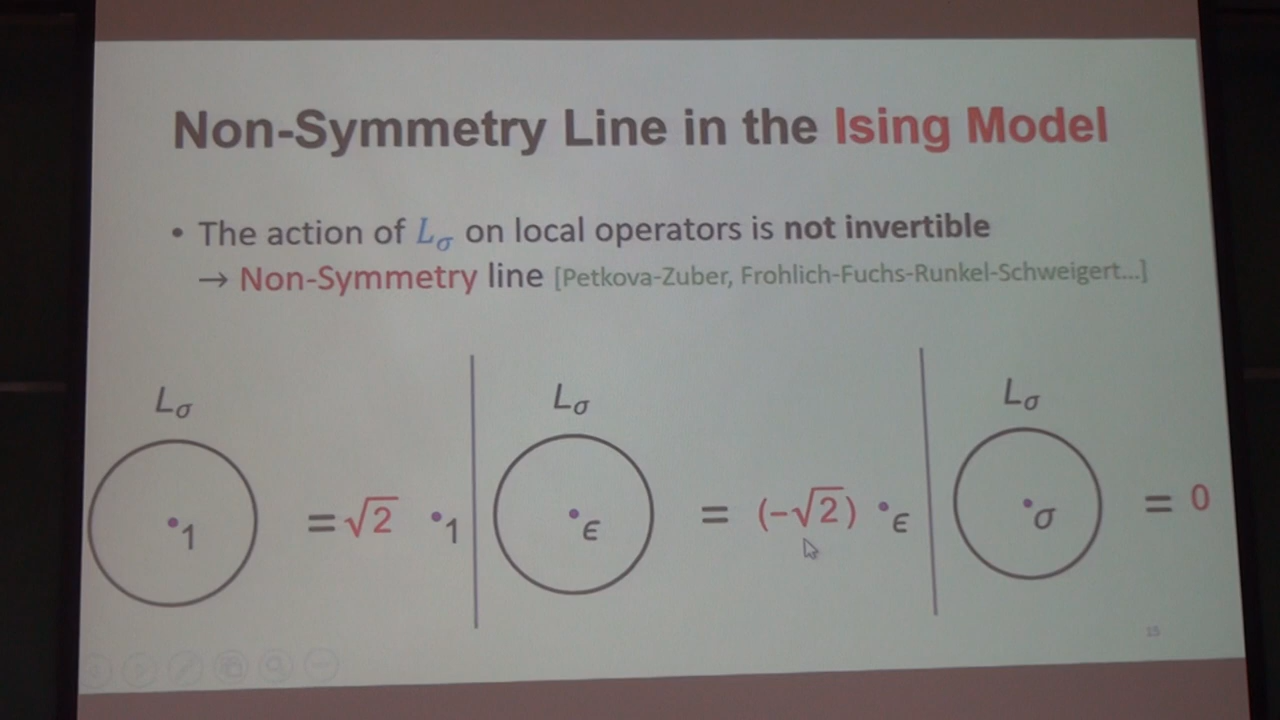 Non-Symmetry Line in the Ising Model
• The action of L_σ on local operators is not invertible
→ Non-Symmetry line [Petkova-Zuber, Frohlich-Fuchs-Runkel-Schweigert...]
L_σ L_σ L_σ
•1 = √2 •1 •ϵ = (-√2) •ϵ •σ = 0
15